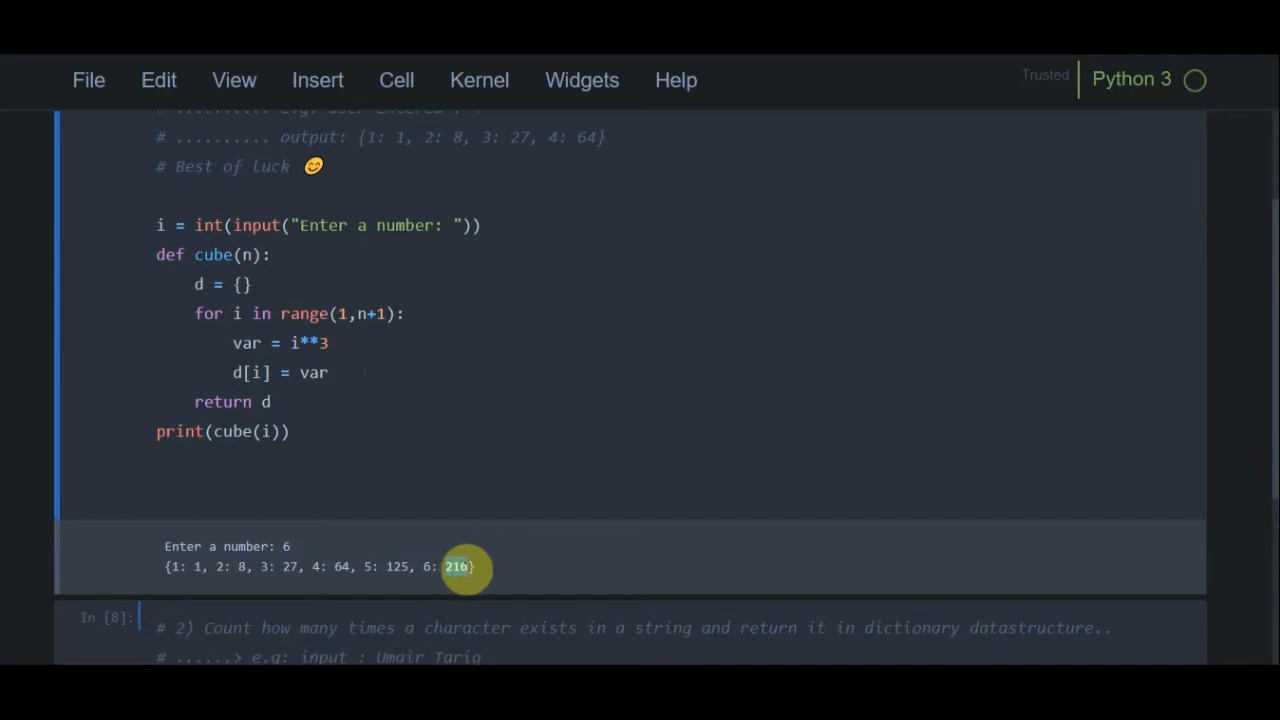 File Edit View Insert Cell Kernel Widgets Help Trusted Python 3
# .......... output: {1: 1, 2: 8, 3: 27, 4: 64}
# Best of luck 😊
i = int(input("Enter a number: "))
def cube(n):
    d = {}
    for i in range(1,n+1):
        var = i**3
        d[i] = var
    return d
print(cube(i))
Enter a number: 6
{1: 1, 2: 8, 3: 27, 4: 64, 5: 125, 6: 216}
In [8]:
# 2) Count how many times a character exists in a string and return it in dictionary datastructure..
# ......> e.g: input : Umair Tariq